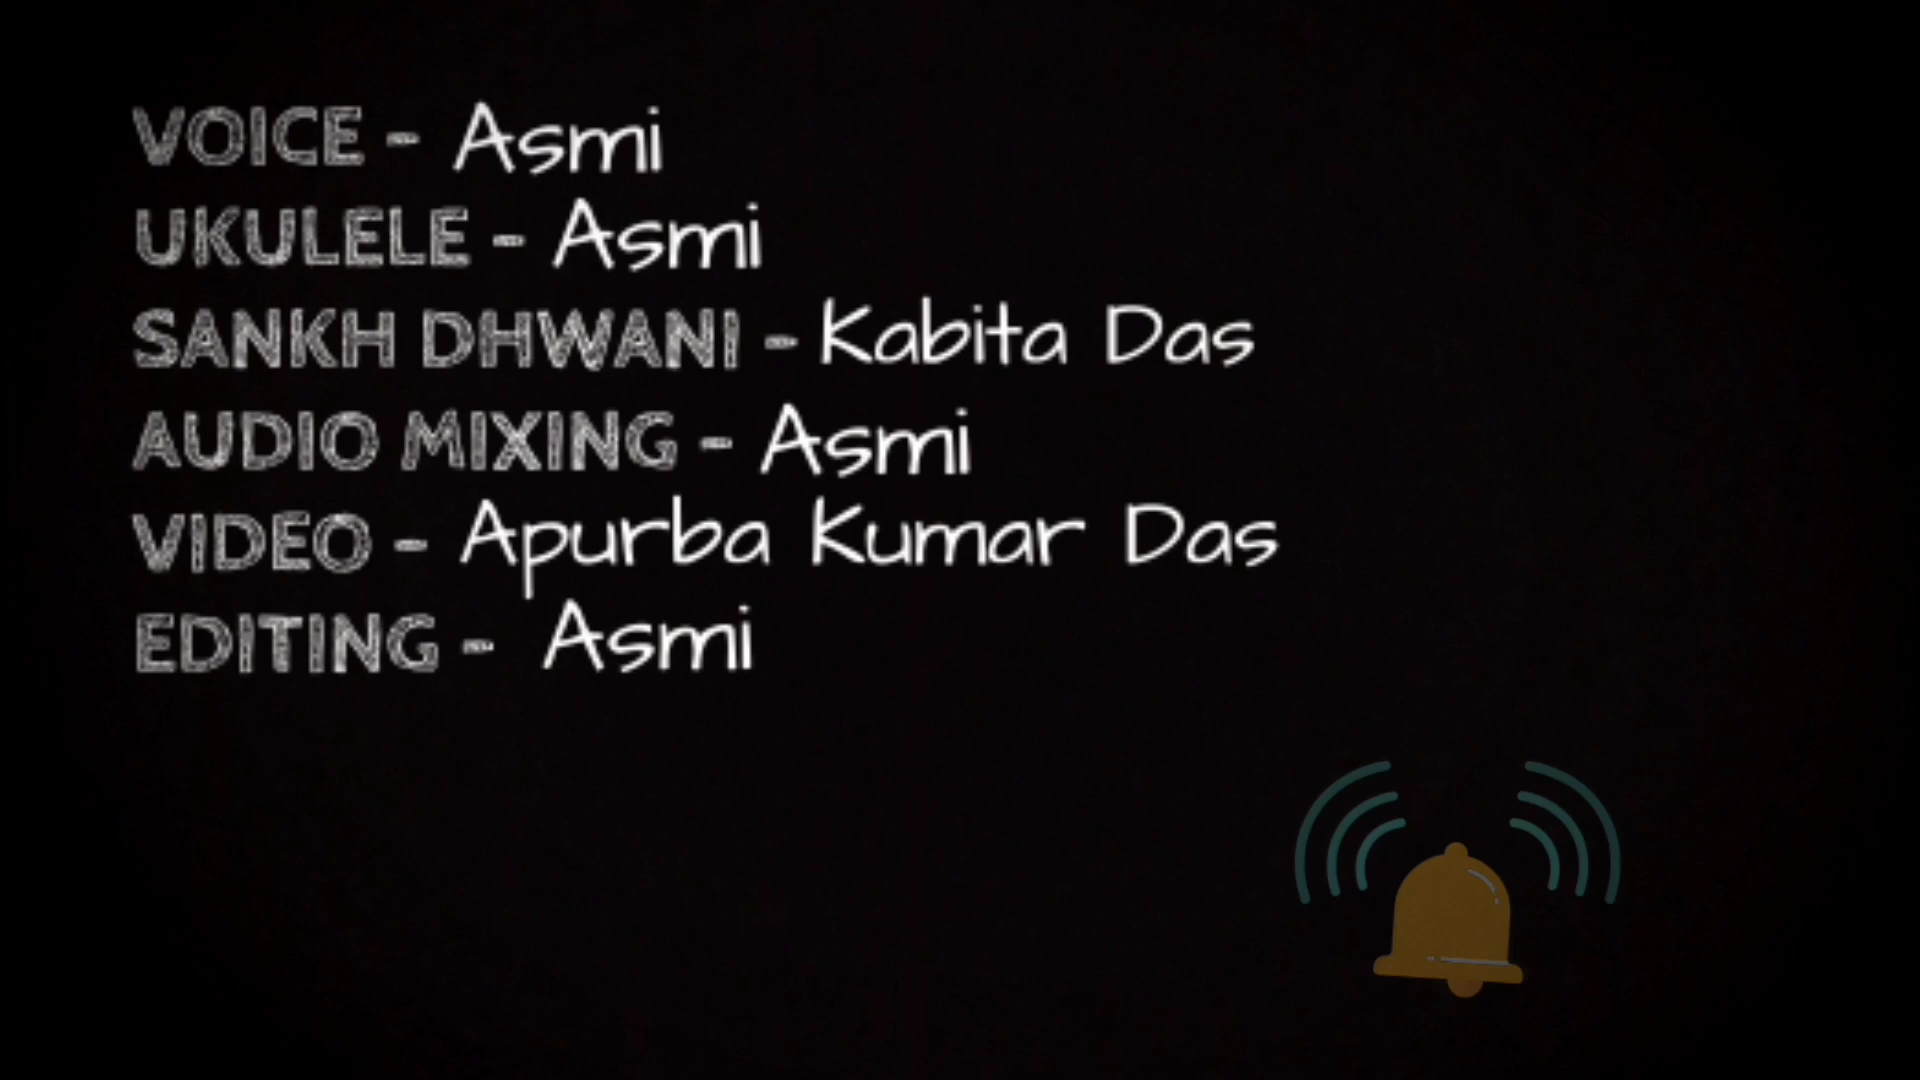 VOICE - Asmi
UKULELE - Asmi
SANKH DHWANI - Kabita Das
AUDIO MIXING - Asmi
VIDEO - Apurba Kumar Das
EDITING - Asmi